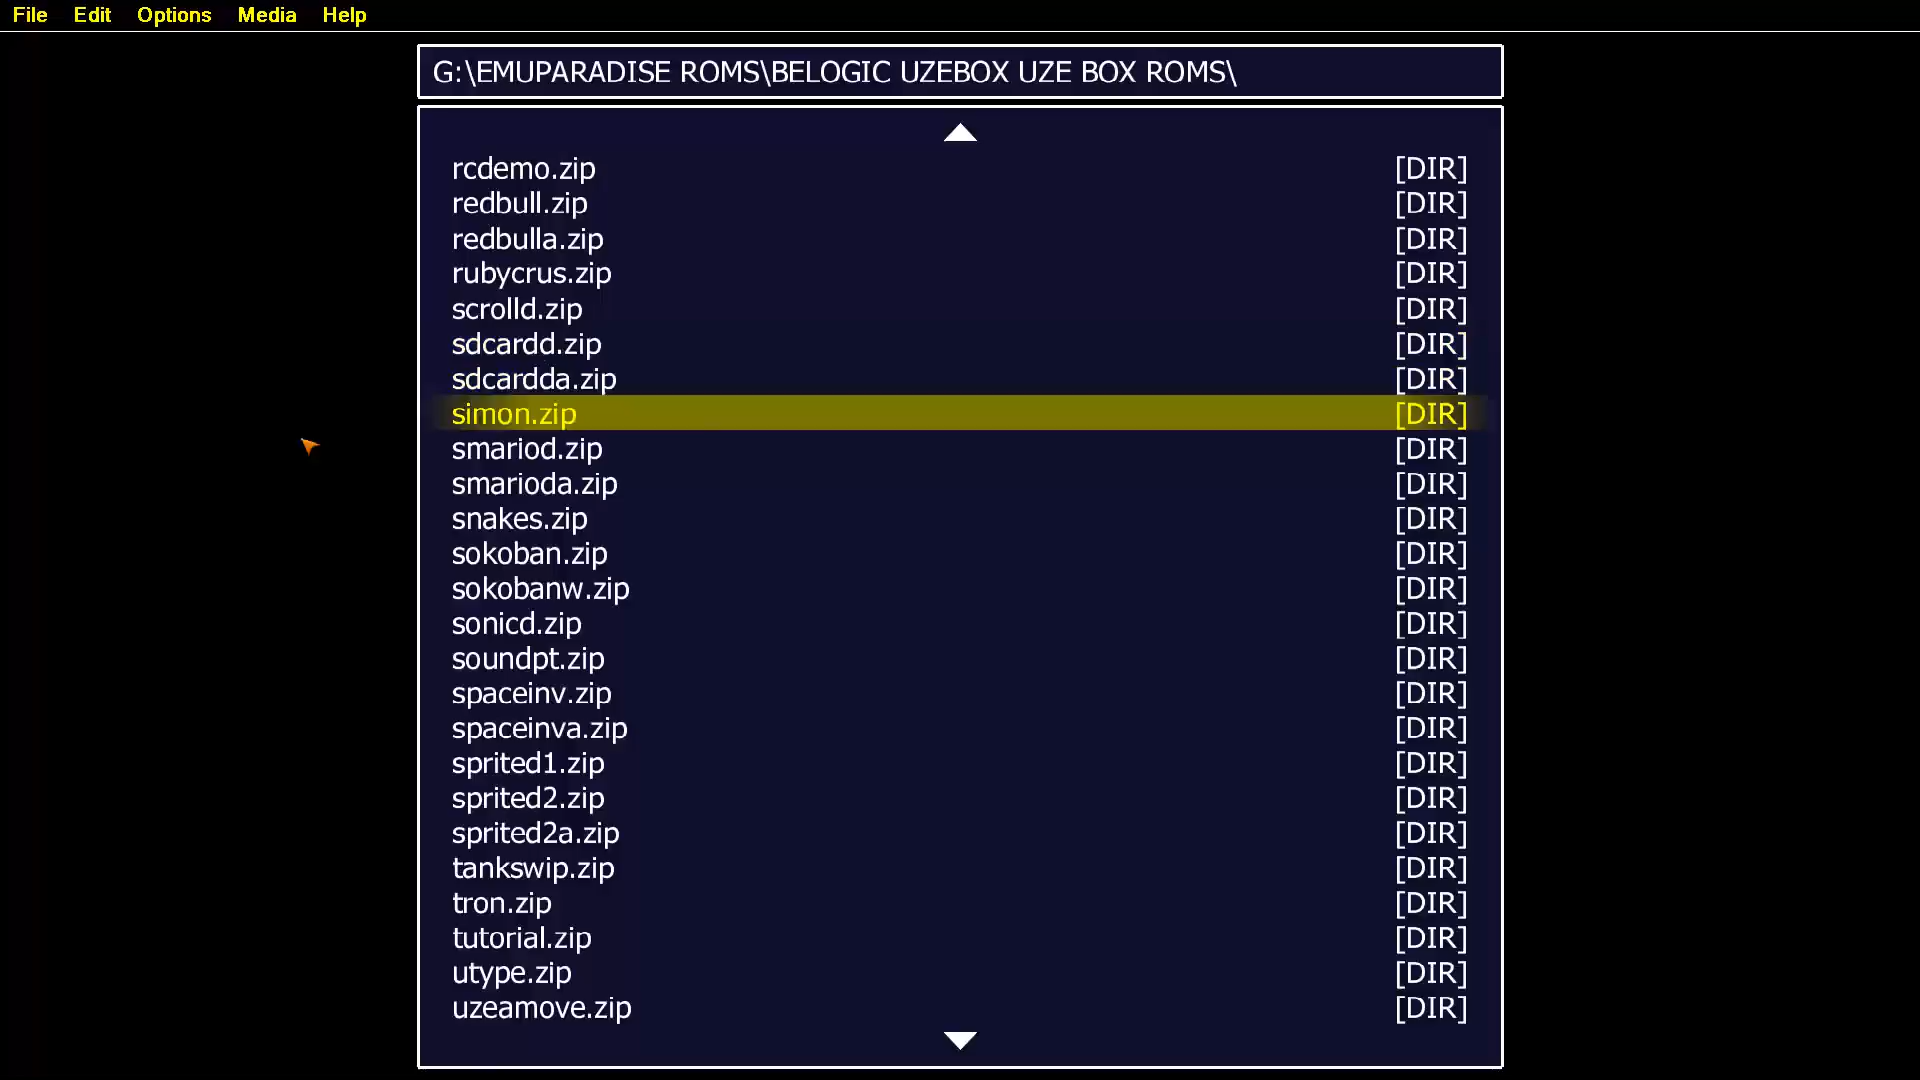 File Edit Options Media Help
G:\EMUPARADISE ROMS\BELOGIC UZEBOX UZE BOX ROMS\
rcdemo.zip [DIR]
redbull.zip [DIR]
redbulla.zip [DIR]
rubycrus.zip [DIR]
scrolld.zip [DIR]
sdcardd.zip [DIR]
sdcardda.zip [DIR]
simon.zip [DIR]
smariod.zip [DIR]
smarioda.zip [DIR]
snakes.zip [DIR]
sokoban.zip [DIR]
sokobanw.zip [DIR]
sonicd.zip [DIR]
soundpt.zip [DIR]
spaceinv.zip [DIR]
spaceinva.zip [DIR]
sprited1.zip [DIR]
sprited2.zip [DIR]
sprited2a.zip [DIR]
tankswip.zip [DIR]
tron.zip [DIR]
tutorial.zip [DIR]
utype.zip [DIR]
uzeamove.zip [DIR]